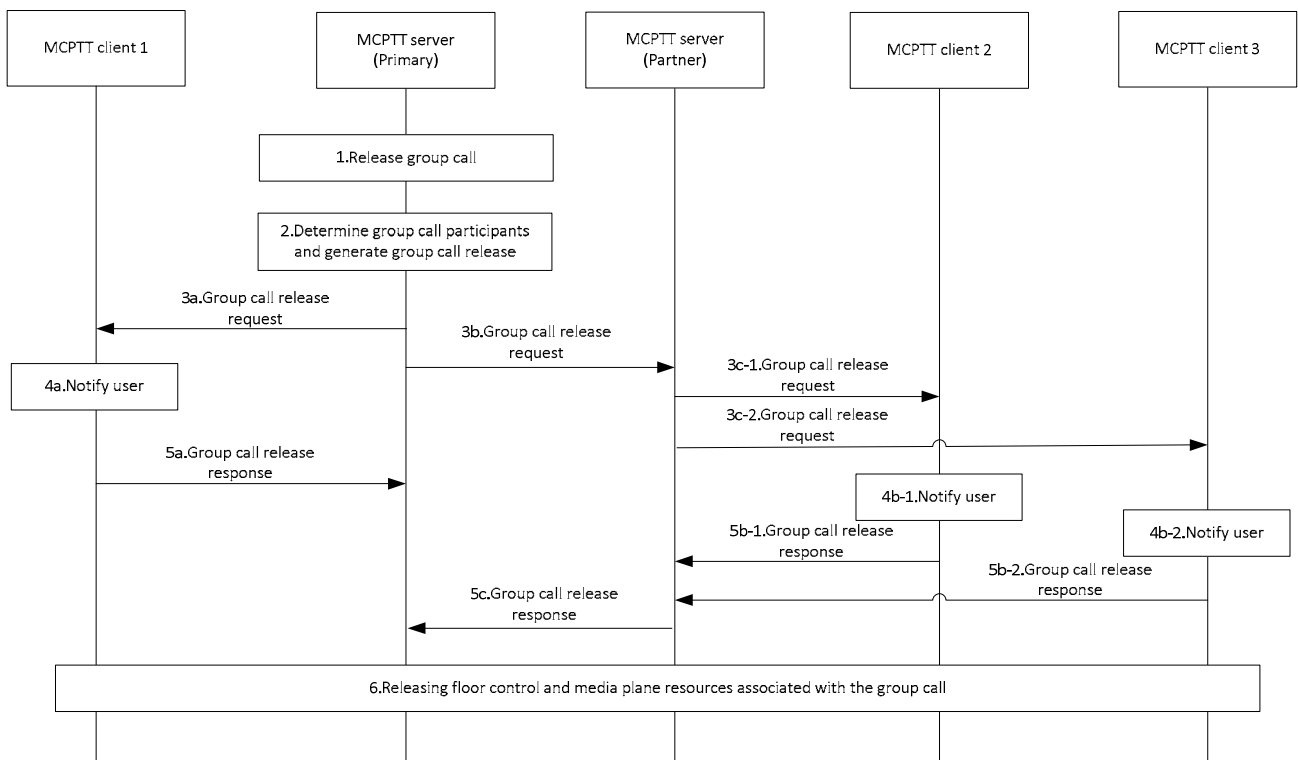 MCPTT client 1
MCPTT server
(Primary)
MCPTT server
(Partner)
MCPTT client 2
MCPTT client 3
1.Release group call
2.Determine group call participants
and generate group call release
3a.Group call release
request
3b.Group call release
request
3c-1.Group call release
request
4a.Notify user
3c-2.Group call release
request
5a.Group call release
response
4b-1.Notify user
4b-2.Notify user
5b-1.Group call release
response
5b-2.Group call release
response
5c.Group call release
response
6.Releasing floor control and media plane resources associated with the group call